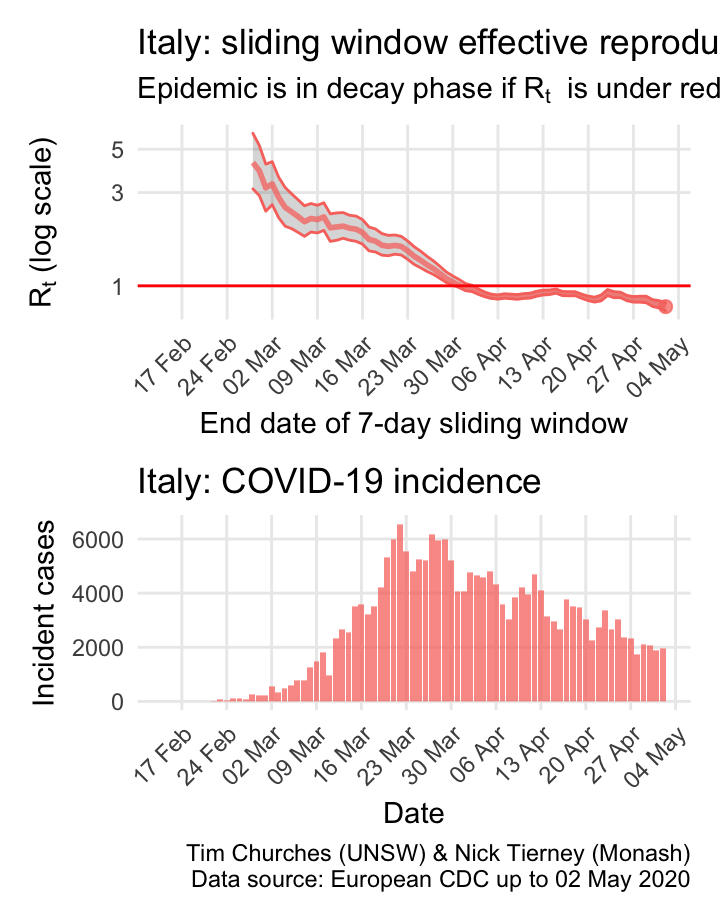 Italy: sliding window effective reprodu
Epidemic is in decay phase if Rt is under red
Rt (log scale)
5
3
1
17 Feb
24 Feb
02 Mar
09 Mar
16 Mar
23 Mar
30 Mar
06 Apr
13 Apr
20 Apr
27 Apr
04 May
End date of 7-day sliding window
Italy: COVID-19 incidence
Incident cases
6000
4000
2000
0
17 Feb
24 Feb
02 Mar
09 Mar
16 Mar
23 Mar
30 Mar
06 Apr
13 Apr
20 Apr
27 Apr
04 May
Date
Tim Churches (UNSW) & Nick Tierney (Monash)
Data source: European CDC up to 02 May 2020